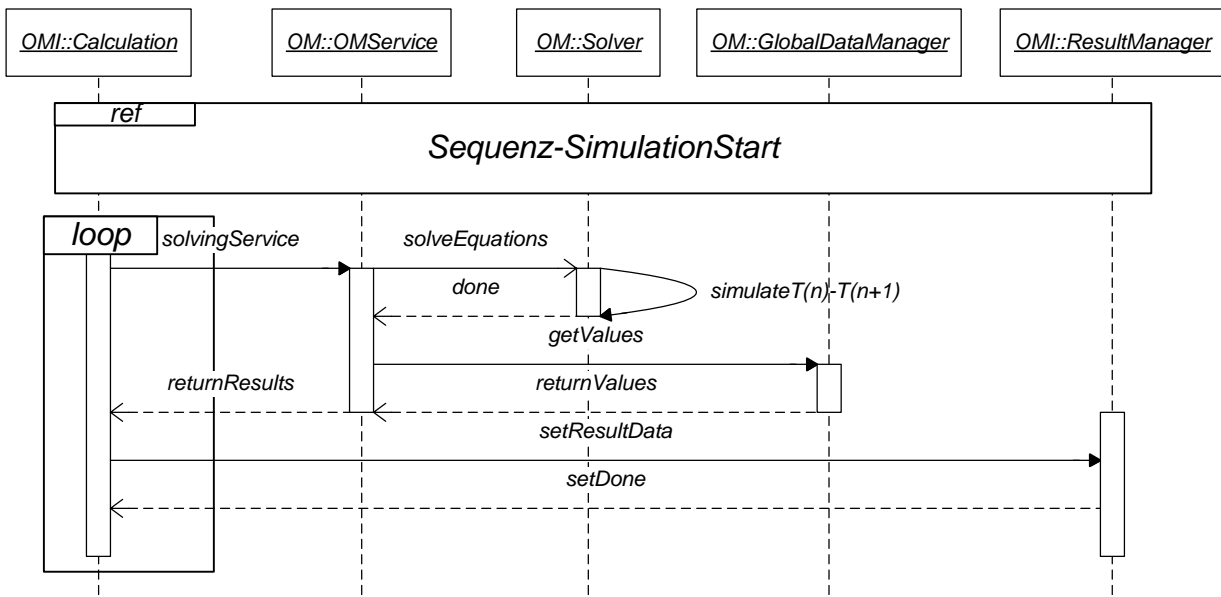 OMI::Calculation
OM::OMService
OM::Solver
OM::GlobalDataManager
OMI::ResultManager
ref
Sequenz-SimulationStart
loop
solvingService
solveEquations
done
simulateT(n)-T(n+1)
getValues
returnResults
returnValues
setResultData
setDone